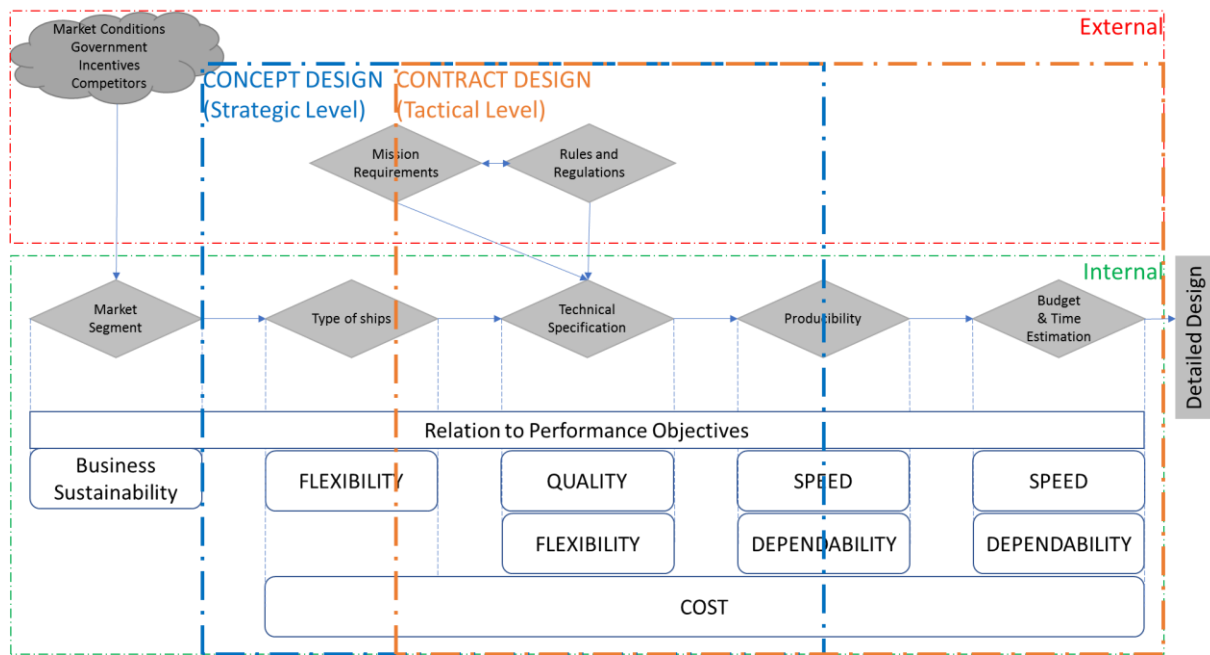 External
Market Conditions
Government
Incentives
Competitors
CONCEPT DESIGN
(Strategic Level)
CONTRACT DESIGN
(Tactical Level)
Mission
Requirements
Rules and
Regulations
Internal
Market
Segment
Type of ships
Technical
Specification
Producibility
Budget
& Time
Estimation
Detailed Design
Relation to Performance Objectives
Business
Sustainability
FLEXIBILITY
QUALITY
SPEED
SPEED
FLEXIBILITY
DEPENDABILITY
DEPENDABILITY
COST